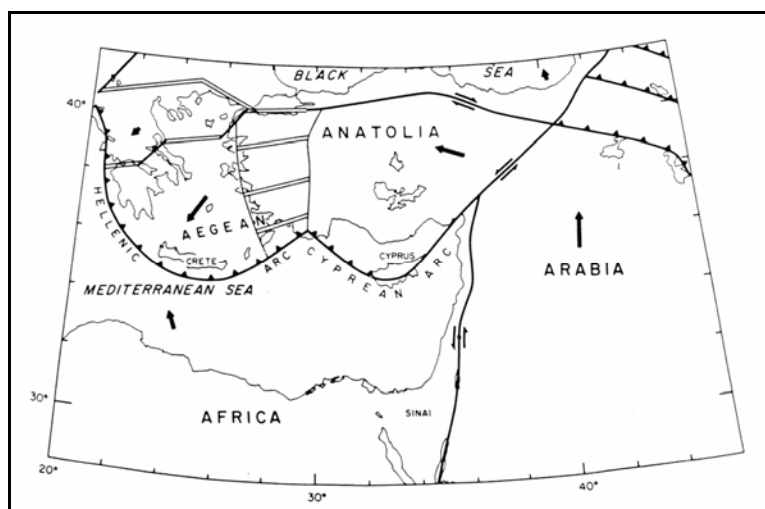 BLACK SEA
40°
ANATOLIA
HELLENIC ARC
AEGEAN
CRETE
CYPRUS
CYPREAN ARC
ARABIA
MEDITERRANEAN SEA
30°
AFRICA
SINAI
20°
30°
40°